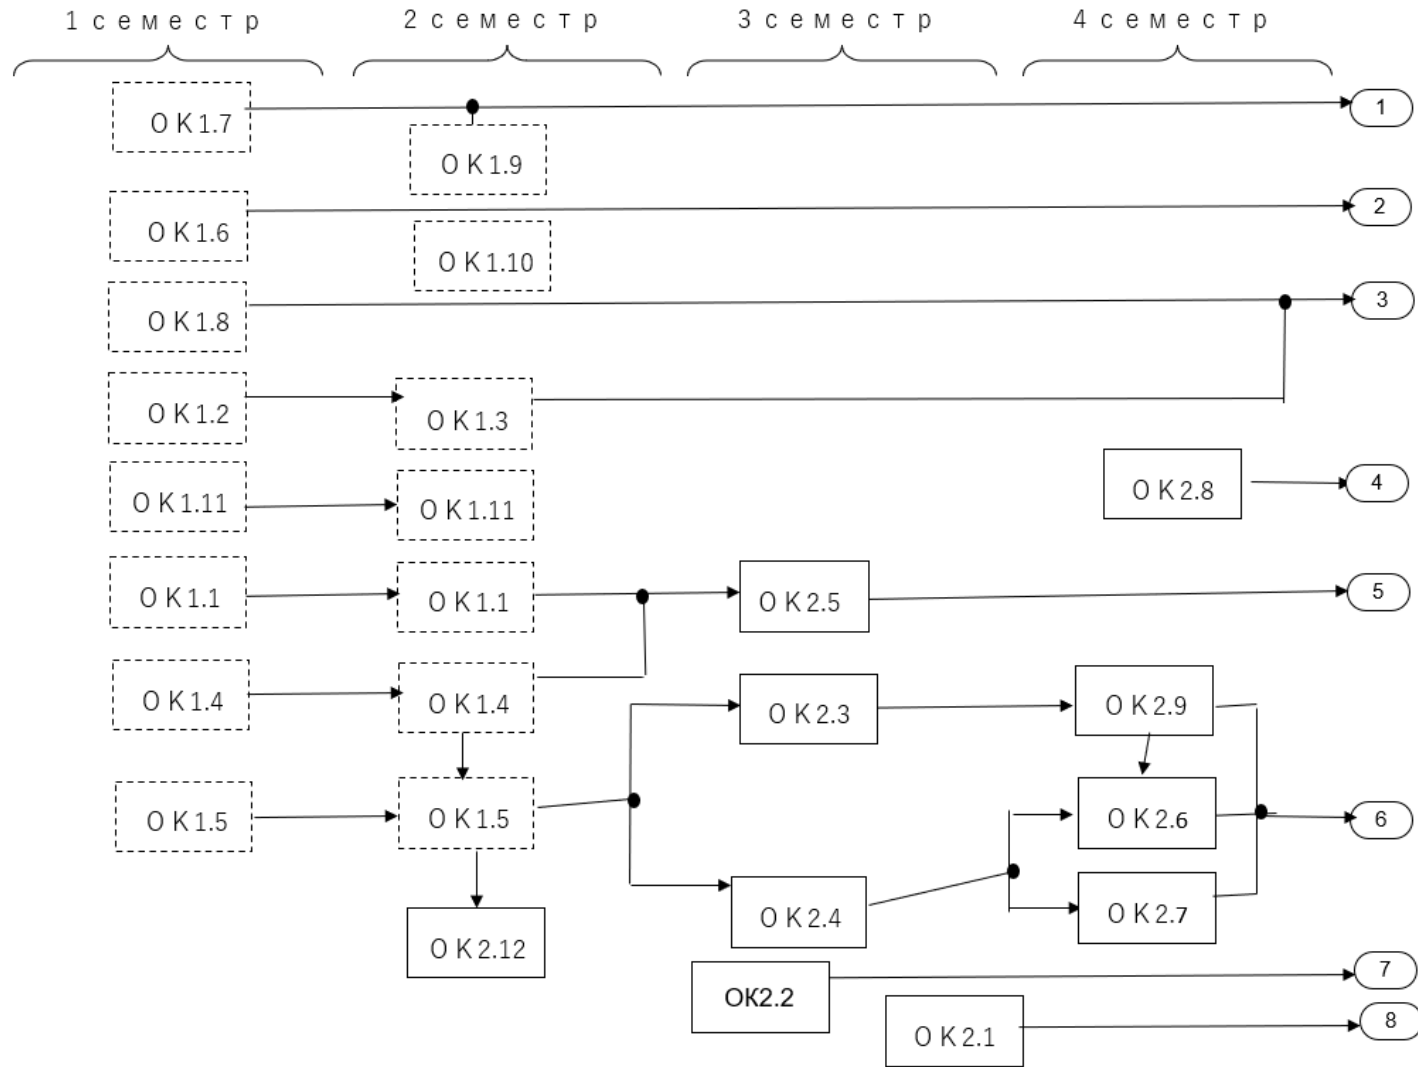 1 семестр 2 семестр 3 семестр 4 семестр
ОК1.7
1
ОК1.9
ОК1.6
2
ОК1.10
ОК1.8
3
ОК1.2
ОК1.3
ОК1.11
ОК1.11
ОК2.8
4
ОК1.1
ОК1.1
ОК2.5
5
ОК1.4
ОК1.4
ОК2.3
ОК2.9
ОК1.5
ОК1.5
ОК2.6
6
ОК2.12
ОК2.4
ОК2.7
ОК2.2
7
ОК2.1
8